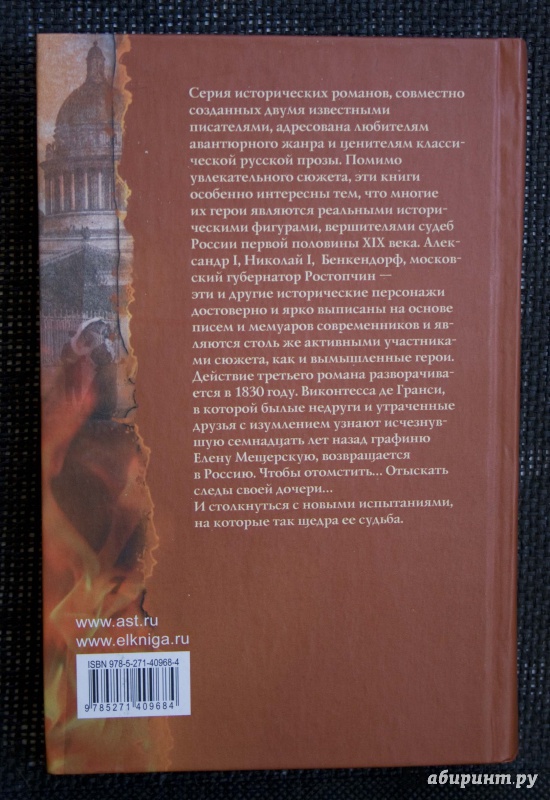 Серия исторических романов, совместно
созданных двумя известными
писателями, адресована любителям
авантюрного жанра и ценителям класси-
ческой русской прозы. Помимо
увлекательного сюжета, эти книги
особенно интересны тем, что многие
их герои являются реальными истори-
ческими фигурами, вершителями судеб
России первой половины XIX века. Алек-
сандр I, Николай I, Бенкендорф, москов-
ский губернатор Ростопчин —
эти и другие исторические персонажи
достоверно и ярко выписаны на основе
писем и мемуаров современников и яв-
ляются столь же активными участника-
ми сюжета, как и вымышленные герои.
Действие третьего романа разворачива-
ется в 1830 году. Виконтесса де Гранси,
в которой былые недруги и утраченные
друзья с изумлением узнают исчезнув-
шую семнадцать лет назад графиню
Елену Мещерскую, возвращается
в Россию. Чтобы отомстить... Отыскать
следы своей дочери...
И столкнуться с новыми испытаниями,
на которые так щедра ее судьба.
www.ast.ru
www.elkniga.ru
ISBN 978-5-271-40968-4
9 785271 409684
абиринт.ру